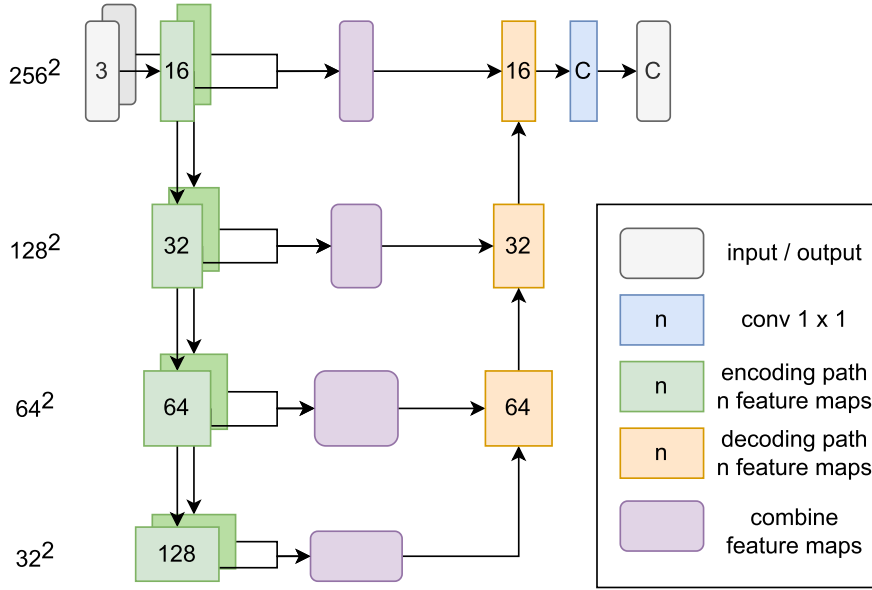 256²
3
16
16
C
C
128²
32
32
64²
64
64
32²
128
input / output
n
conv 1 x 1
n
encoding path
n feature maps
n
decoding path
n feature maps
combine
feature maps